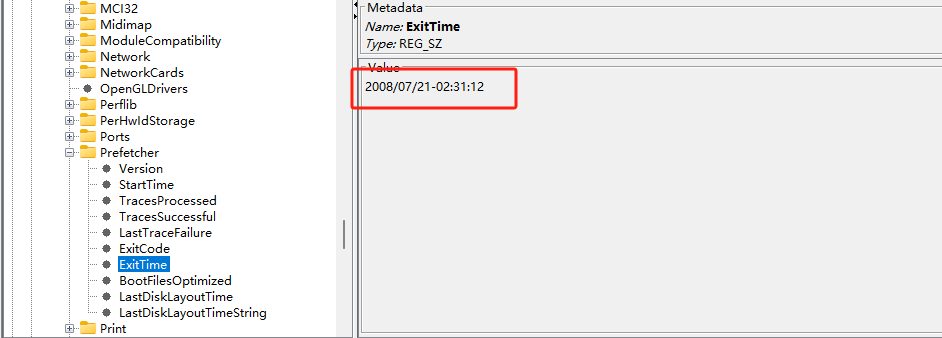 MCI32
Midimap
ModuleCompatibility
Network
NetworkCards
OpenGLDrivers
Perflib
PerHwIdStorage
Ports
Prefetcher
Version
StartTime
TracesProcessed
TracesSuccessful
LastTraceFailure
ExitCode
ExitTime
BootFilesOptimized
LastDiskLayoutTime
LastDiskLayoutTimeString
Print
Metadata
Name: ExitTime
Type: REG_SZ
Value
2008/07/21-02:31:12